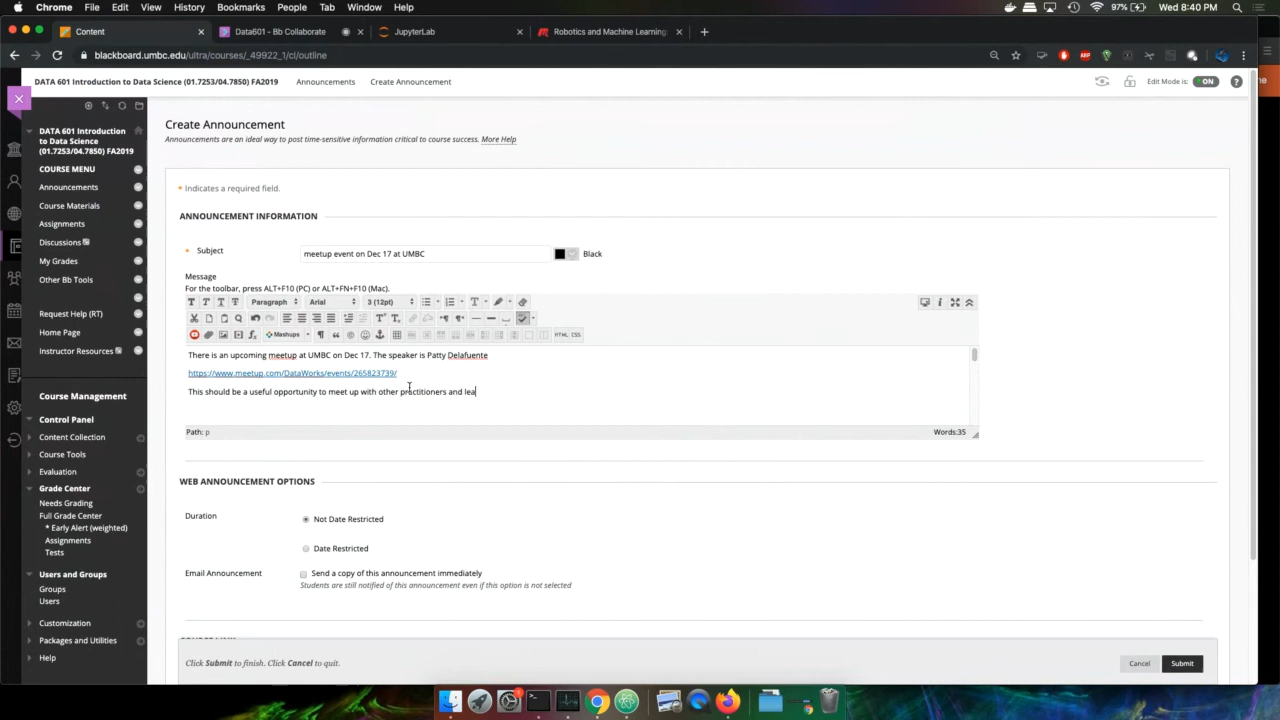 Chrome File Edit View History Bookmarks People Tab Window Help 97% Wed 8:40 PM
Content Data601 - Bb Collaborate JupyterLab Robotics and Machine Learning
blackboard.umbc.edu/ultra/courses/_49922_1/cl/outline
DATA 601 Introduction to Data Science (01.7253/04.7850) FA2019 Announcements Create Announcement Edit Mode is: ON ?
DATA 601 Introduction
to Data Science
(01.7253/04.7850) FA2019
COURSE MENU
Announcements
Course Materials
Assignments
Discussions
My Grades
Other Bb Tools
Request Help (RT)
Home Page
Instructor Resources
Course Management
Control Panel
Content Collection
Course Tools
Evaluation
Grade Center
Needs Grading
Full Grade Center
* Early Alert (weighted)
Assignments
Tests
Users and Groups
Groups
Users
Customization
Packages and Utilities
Help
Create Announcement
Announcements are an ideal way to post time-sensitive information critical to course success. More Help
* Indicates a required field.
ANNOUNCEMENT INFORMATION
* Subject meetup event on Dec 17 at UMBC Black
Message
For the toolbar, press ALT+F10 (PC) or ALT+FN+F10 (Mac).
T T T T Paragraph Arial 3 (12pt)
Mashups HTML CSS
There is an upcoming meetup at UMBC on Dec 17. The speaker is Patty Delafuente
https://www.meetup.com/DataWorks/events/265823739/
This should be a useful opportunity to meet up with other practitioners and lea
Path: p Words:35
WEB ANNOUNCEMENT OPTIONS
Duration Not Date Restricted
Date Restricted
Email Announcement Send a copy of this announcement immediately
Students are still notified of this announcement even if this option is not selected
Click Submit to finish. Click Cancel to quit. Cancel Submit